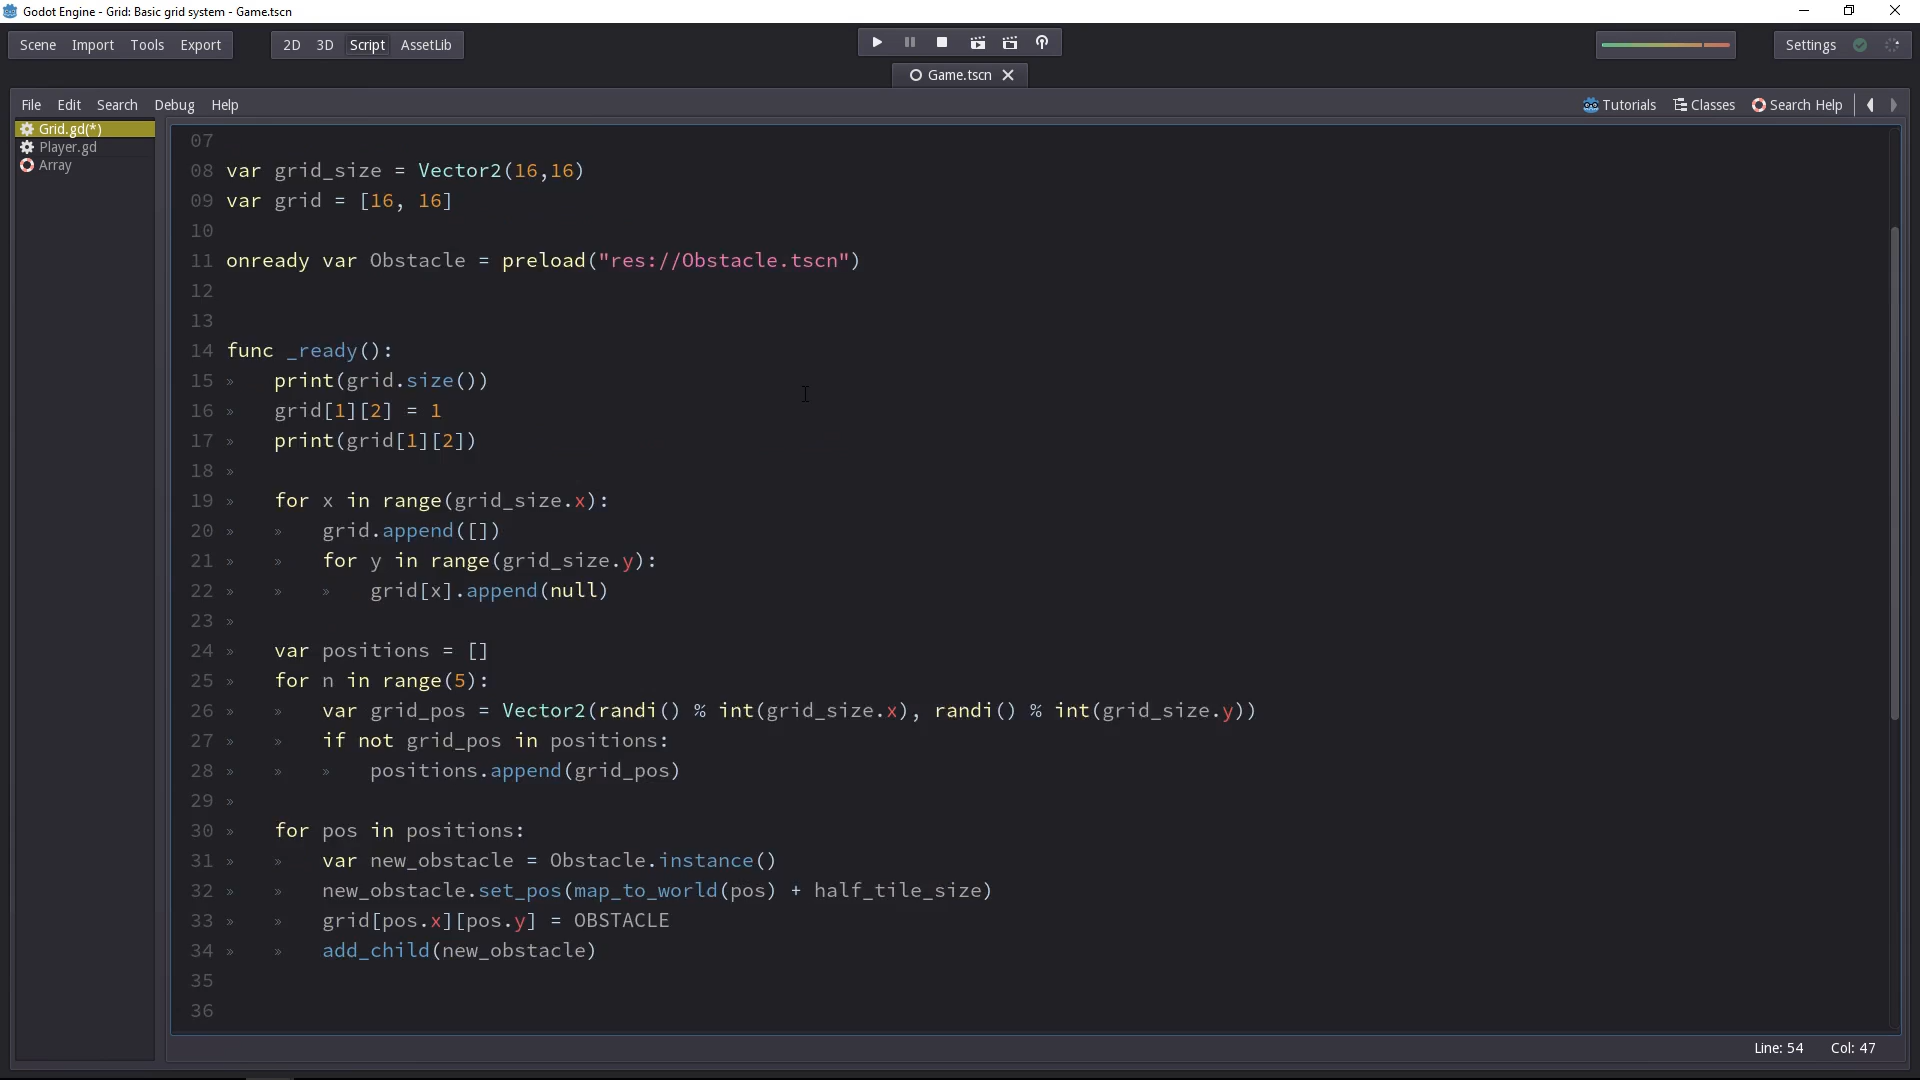 Godot Engine - Grid: Basic grid system - Game.tscn
Scene Import Tools Export 2D 3D Script AssetLib Settings
Game.tscn
File Edit Search Debug Help Tutorials Classes Search Help
Grid.gd(*)
Player.gd
Array
07
08 var grid_size = Vector2(16,16)
09 var grid = [16, 16]
10
11 onready var Obstacle = preload("res://Obstacle.tscn")
12
13
14 func _ready():
15 » print(grid.size())
16 » grid[1][2] = 1
17 » print(grid[1][2])
18 »
19 » for x in range(grid_size.x):
20 » » grid.append([])
21 » » for y in range(grid_size.y):
22 » » » grid[x].append(null)
23 »
24 » var positions = []
25 » for n in range(5):
26 » » var grid_pos = Vector2(randi() % int(grid_size.x), randi() % int(grid_size.y))
27 » » if not grid_pos in positions:
28 » » » positions.append(grid_pos)
29 »
30 » for pos in positions:
31 » » var new_obstacle = Obstacle.instance()
32 » » new_obstacle.set_pos(map_to_world(pos) + half_tile_size)
33 » » grid[pos.x][pos.y] = OBSTACLE
34 » » add_child(new_obstacle)
35
36
Line: 54 Col: 47